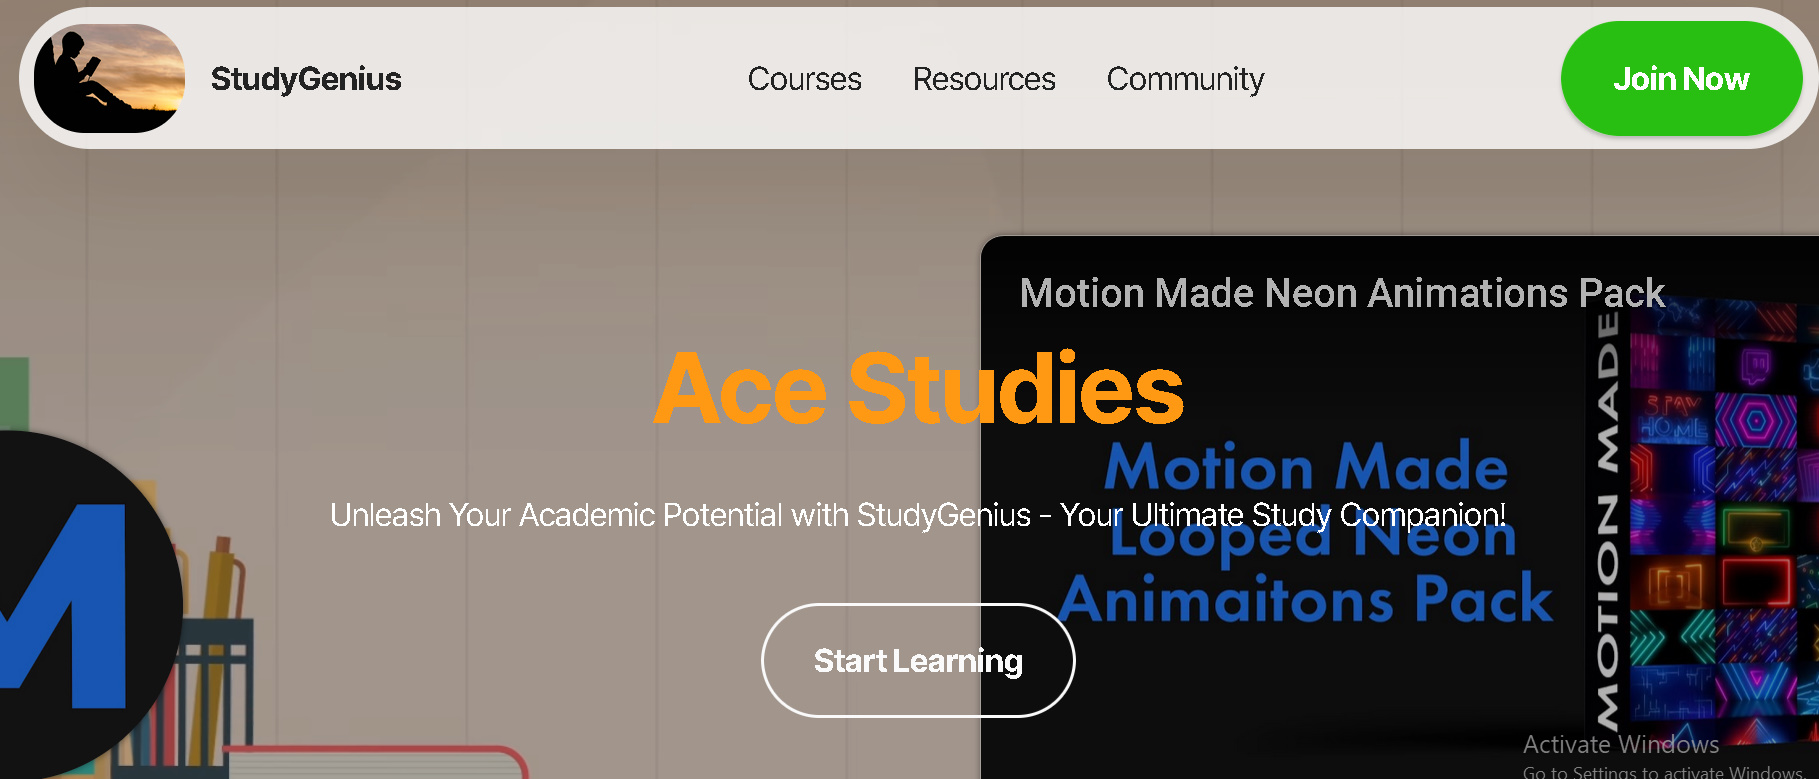 StudyGenius
Courses
Resources
Community
Join Now
Motion Made Neon Animations Pack
Ace Studies
Motion Made
Looped Neon
Animaitons Pack
Unleash Your Academic Potential with StudyGenius - Your Ultimate Study Companion!
Start Learning
MOTION MADE
STAY
HOME
M
Activate Windows
Go to Settings to activate Windows.